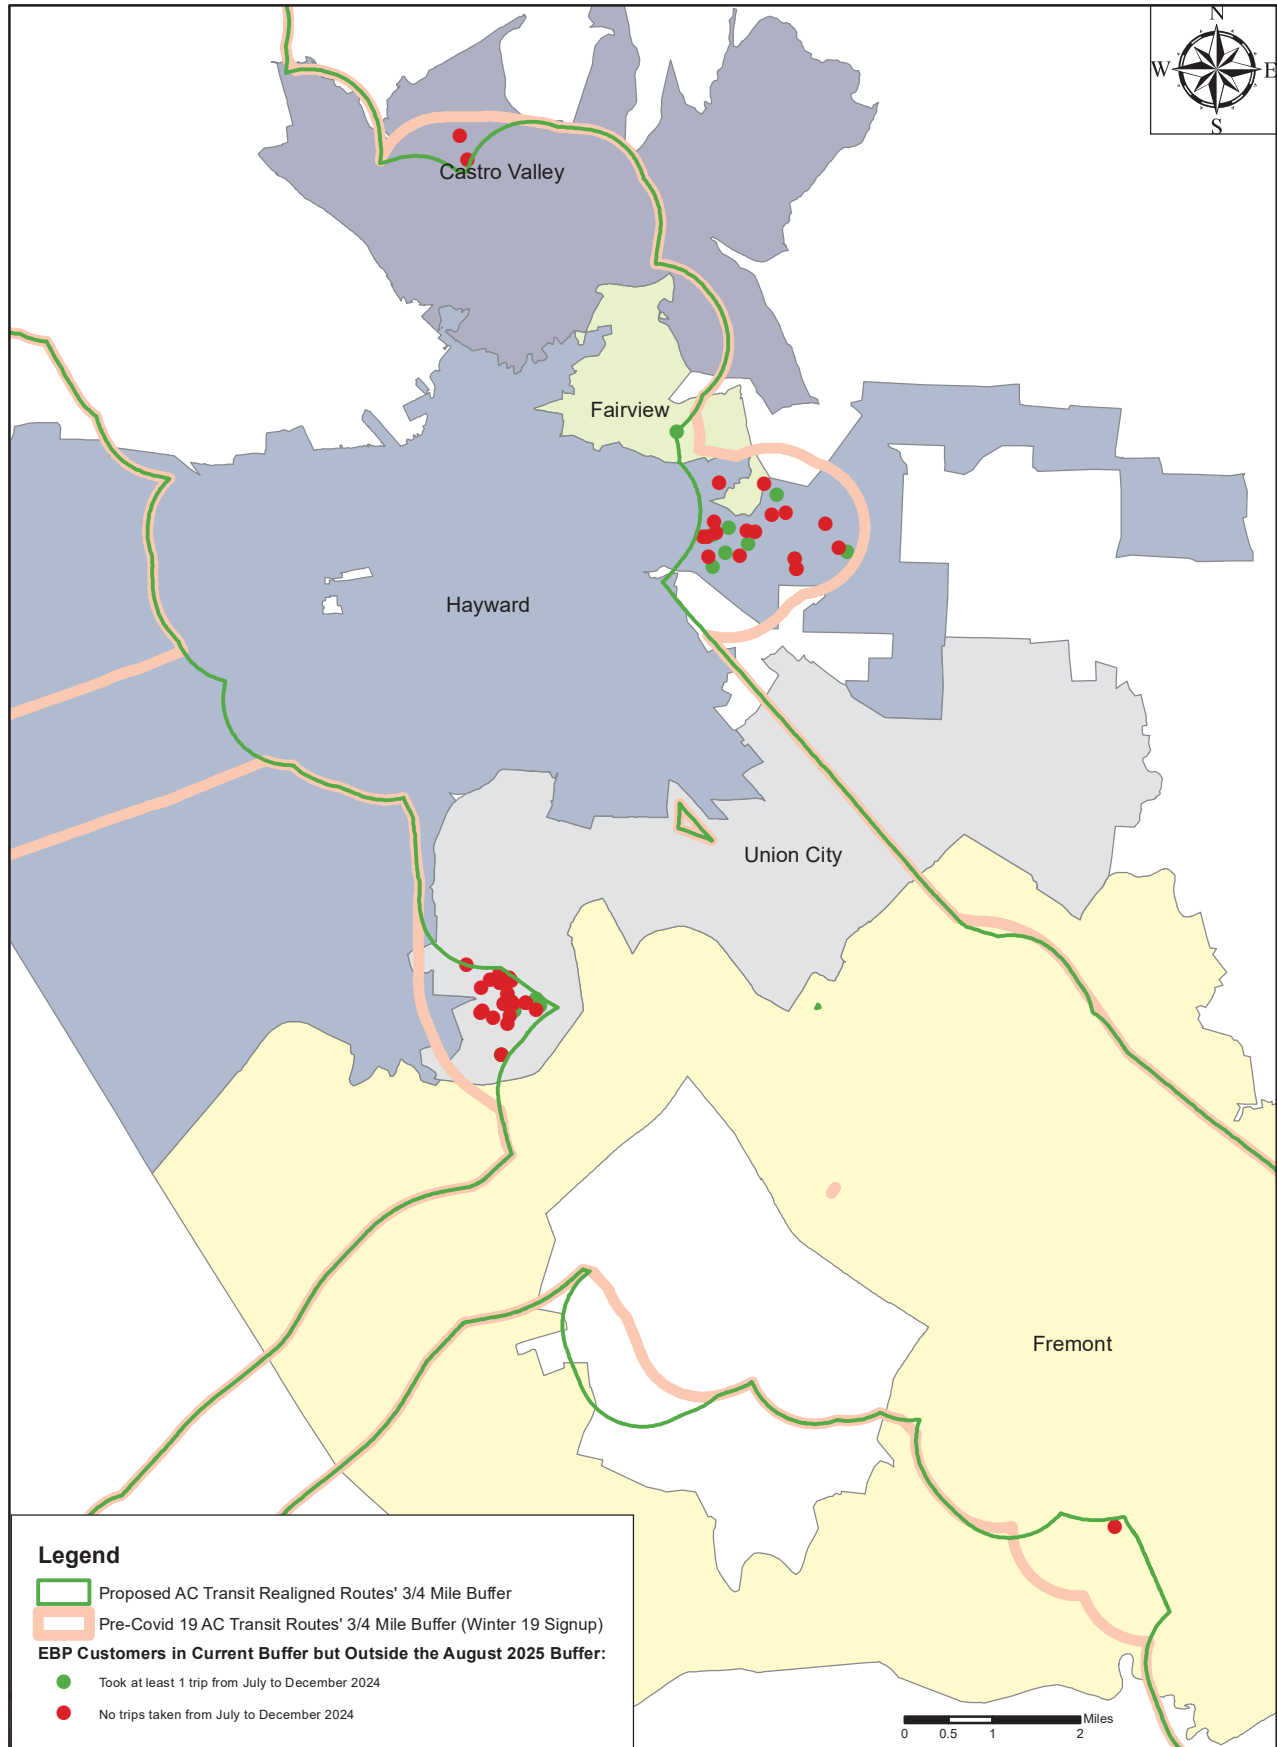 N
W E
S
Castro Valley
Fairview
Hayward
Union City
Fremont
Legend
Proposed AC Transit Realigned Routes' 3/4 Mile Buffer
Pre-Covid 19 AC Transit Routes' 3/4 Mile Buffer (Winter 19 Signup)
EBP Customers in Current Buffer but Outside the August 2025 Buffer:
Took at least 1 trip from July to December 2024
No trips taken from July to December 2024
Miles
0 0.5 1 2